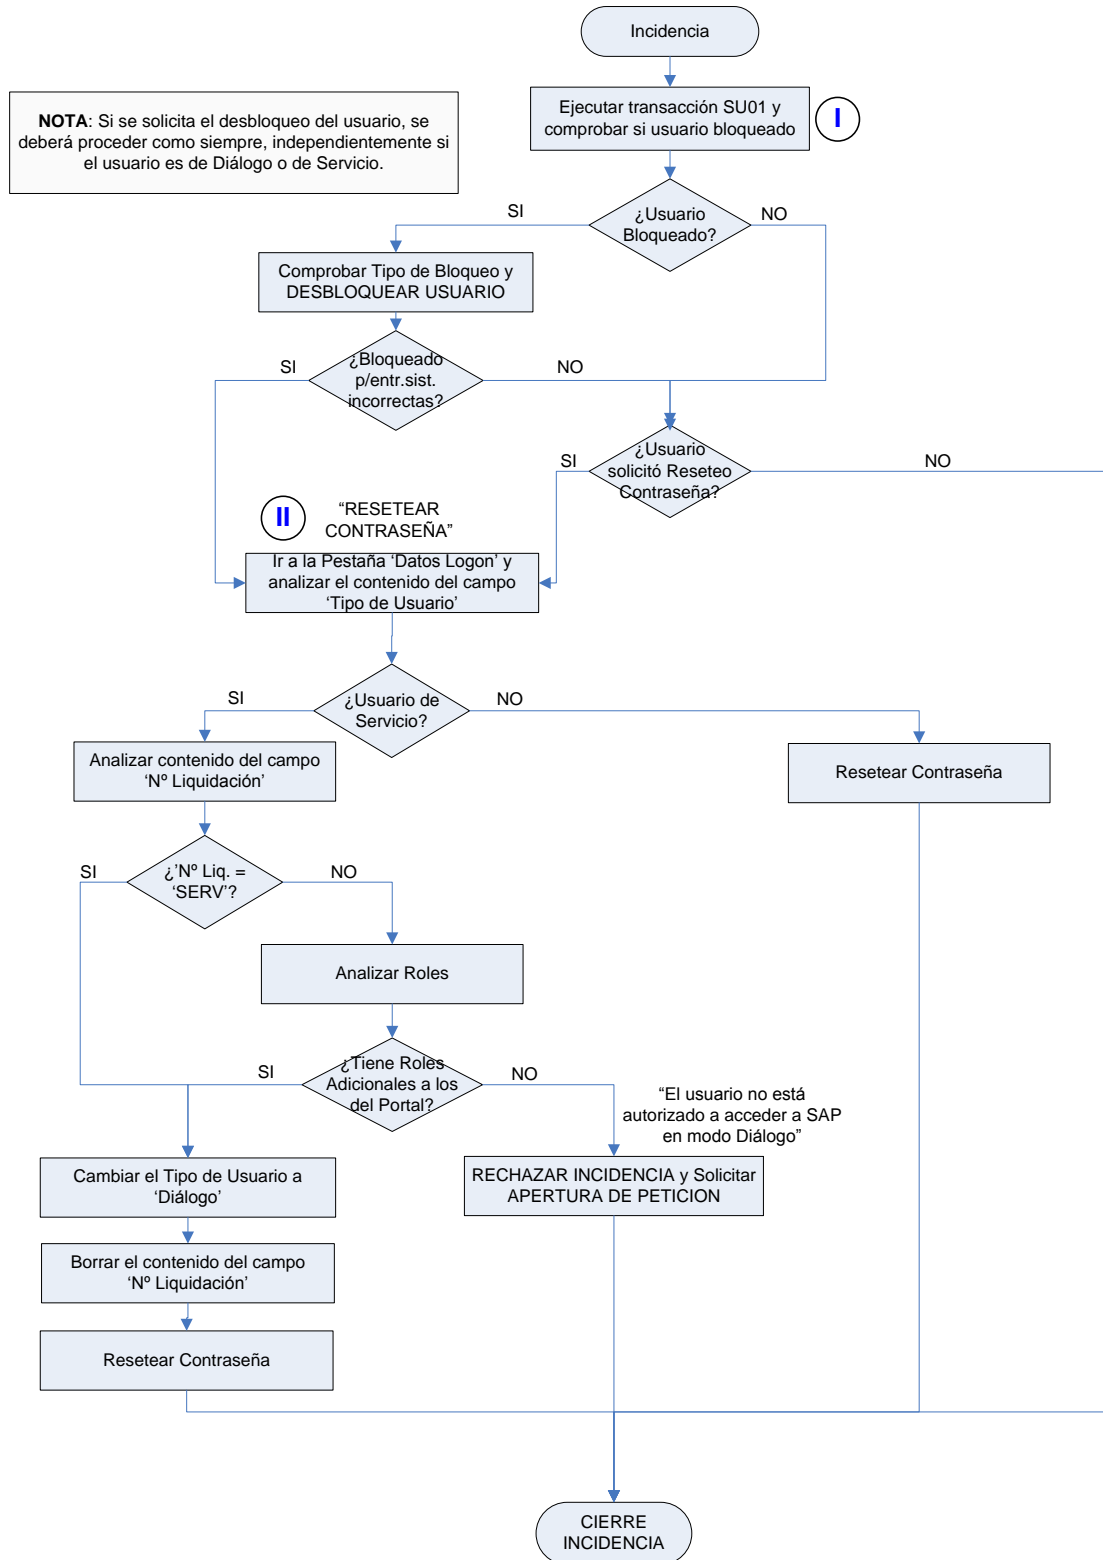 Incidencia
Ejecutar transacción SU01 y
comprobar si usuario bloqueado
I
NOTA: Si se solicita el desbloqueo del usuario, se
deberá proceder como siempre, independientemente si
el usuario es de Diálogo o de Servicio.
SI
¿Usuario
Bloqueado?
NO
Comprobar Tipo de Bloqueo y
DESBLOQUEAR USUARIO
SI
¿Bloqueado
p/entr.sist.
incorrectas?
NO
SI
¿Usuario
solicitó Reseteo
Contraseña?
NO
II
“RESETEAR
CONTRASEÑA”
Ir a la Pestaña ‘Datos Logon’ y
analizar el contenido del campo
‘Tipo de Usuario’
SI
¿Usuario de
Servicio?
NO
Analizar contenido del campo
‘Nº Liquidación’
Resetear Contraseña
SI
¿’Nº Liq. =
‘SERV’?
NO
Analizar Roles
SI
¿Tiene Roles
Adicionales a los
del Portal?
NO
“El usuario no está
autorizado a acceder a SAP
en modo Diálogo”
Cambiar el Tipo de Usuario a
‘Diálogo’
RECHAZAR INCIDENCIA y Solicitar
APERTURA DE PETICION
Borrar el contenido del campo
‘Nº Liquidación’
Resetear Contraseña
CIERRE
INCIDENCIA